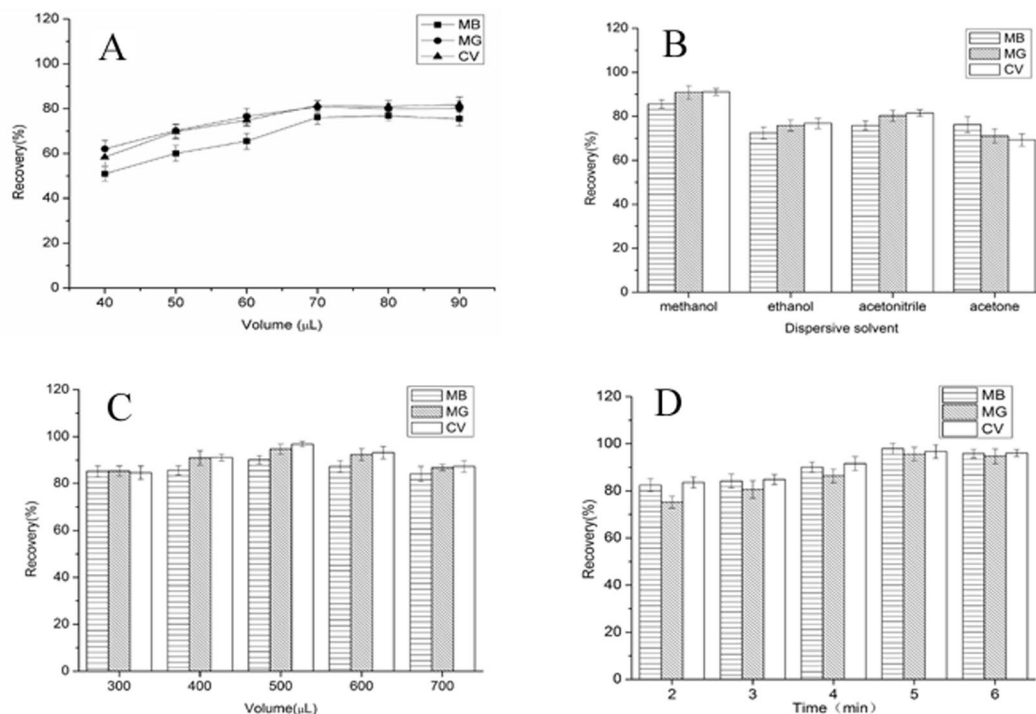 A
MB
MG
CV
Recovery(%)
120
100
80
60
40
20
0
40 50 60 70 80 90
Volume (μL)
B
MB
MG
CV
Recovery(%)
120
100
80
60
40
20
0
methanol ethanol acetonitrile acetone
Dispersive solvent
C
MB
MG
CV
Recovery(%)
120
100
80
60
40
20
0
300 400 500 600 700
Volume(μL)
D
MB
MG
CV
Recovery(%)
120
100
80
60
40
20
0
2 3 4 5 6
Time（min）